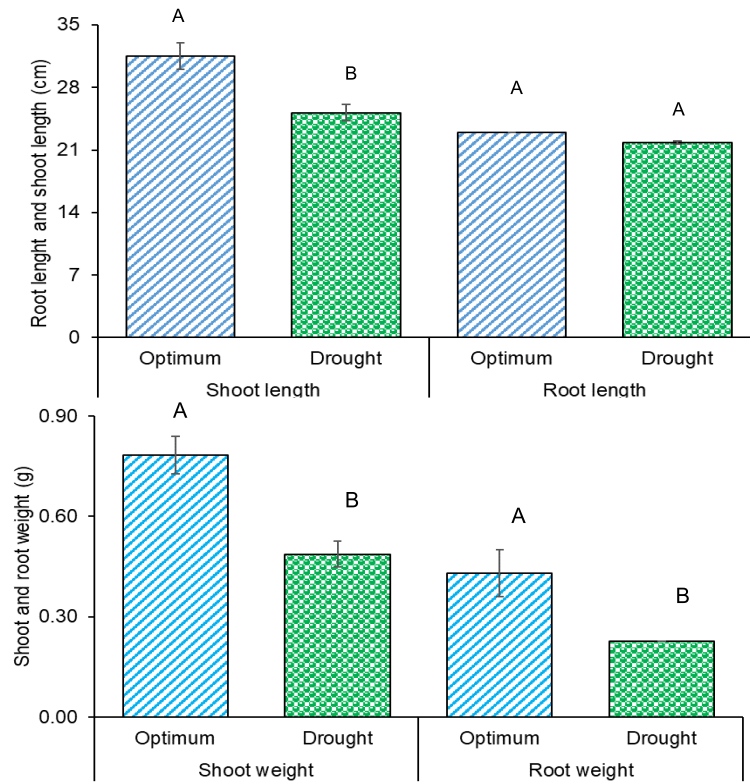 Root lenght and shoot length (cm)
35
28
21
14
7
0
A
B
A
A
Optimum Drought Optimum Drought
Shoot length Root length
Shoot and root weight (g)
0.90
0.60
0.30
0.00
A
B
A
B
Optimum Drought Optimum Drought
Shoot weight Root weight